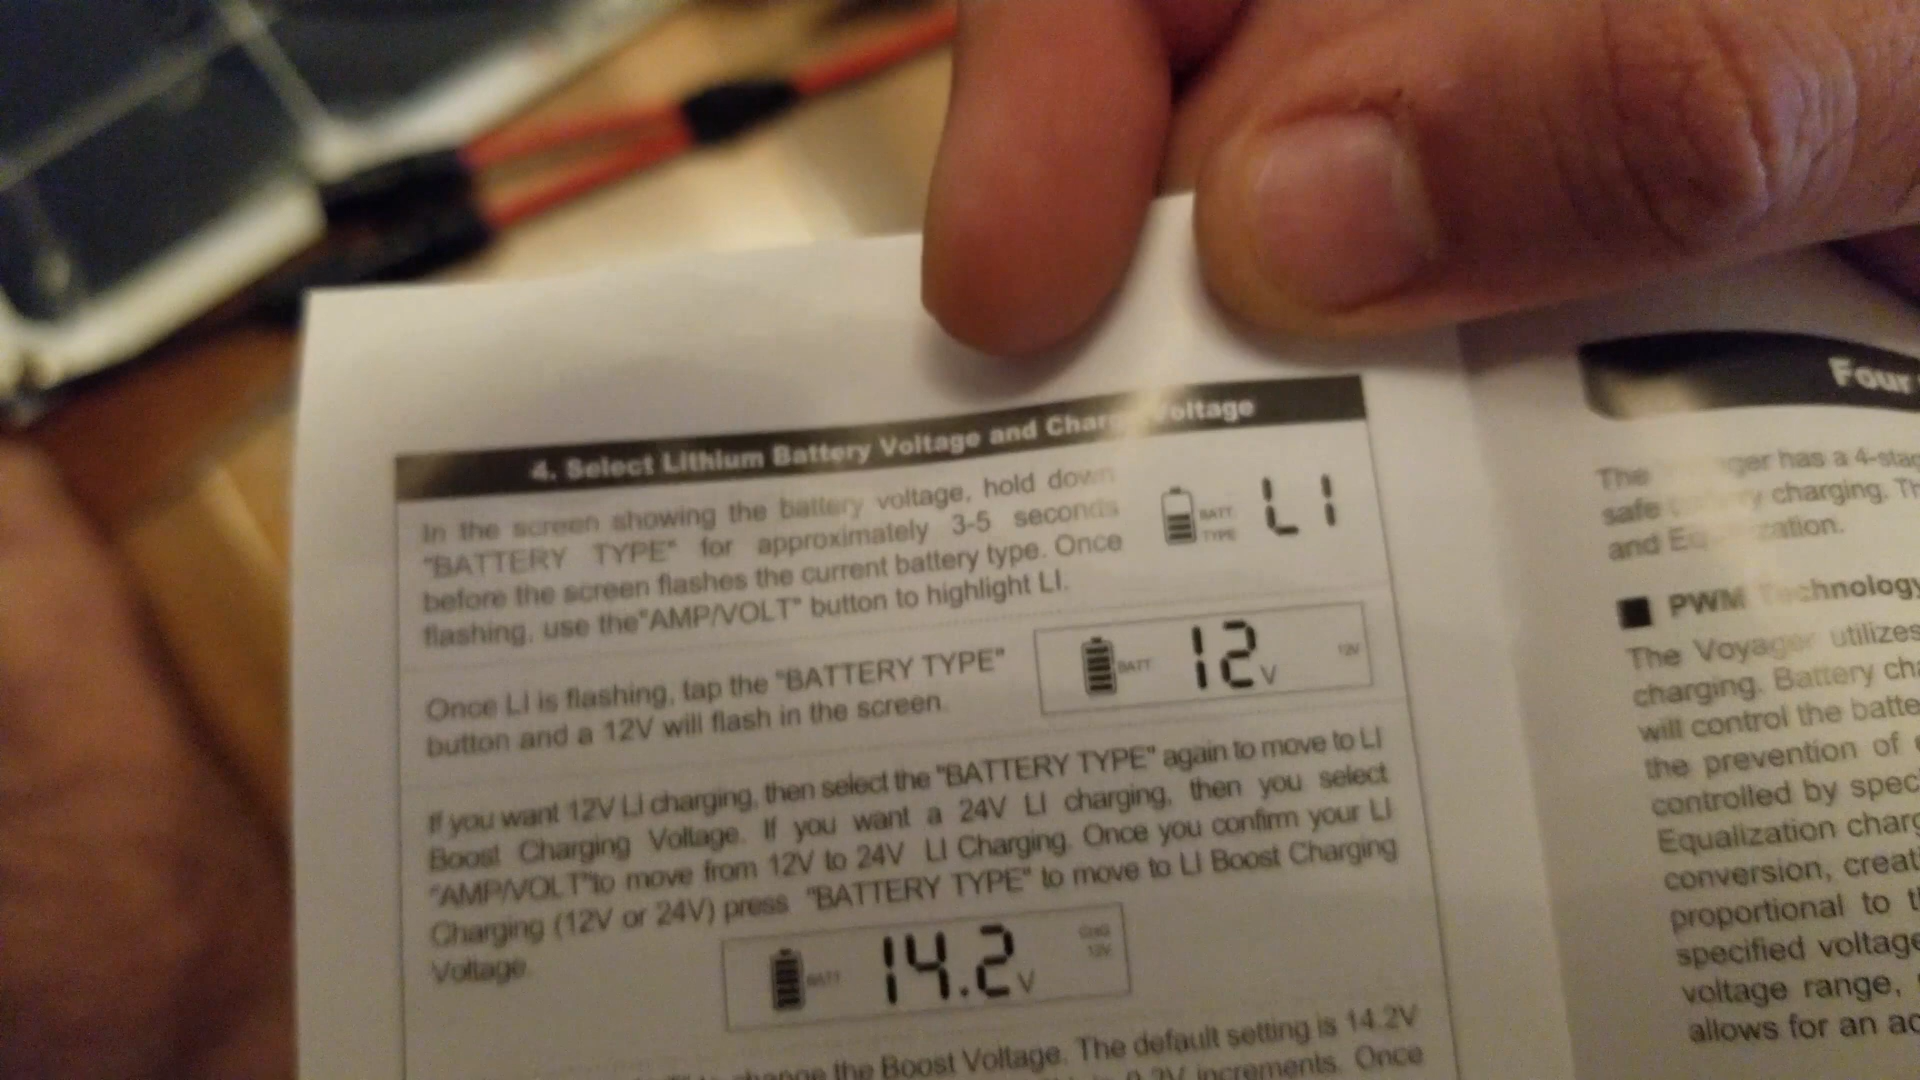 4. Select Lithium Battery Voltage and Charge Voltage
In the screen showing the battery voltage, hold down
"BATTERY TYPE" for approximately 3-5 seconds
before the screen flashes the current battery type. Once
flashing, use the"AMP/VOLT" button to highlight LI.
BATT
TYPE
LI
Once LI is flashing, tap the "BATTERY TYPE"
button and a 12V will flash in the screen.
BATT 12V 12V
If you want 12V Li charging, then select the "BATTERY TYPE" again to move to LI
Boost Charging Voltage. If you want a 24V LI charging, then you select
"AMP/VOLT"to move from 12V to 24V LI Charging. Once you confirm your LI
Charging (12V or 24V) press "BATTERY TYPE" to move to LI Boost Charging
Voltage.
BATT 14.2V
12V
change the Boost Voltage. The default setting is 14.2V
increments. Once
Four
The has a 4-stag
safe charging. Th
and
PWM Technology
The Voyager utilizes
charging. Battery cha
will control the batte
the prevention of
controlled by spec
Equalization charg
conversion, creati
proportional to th
specified voltage
voltage range,
allows for an ac